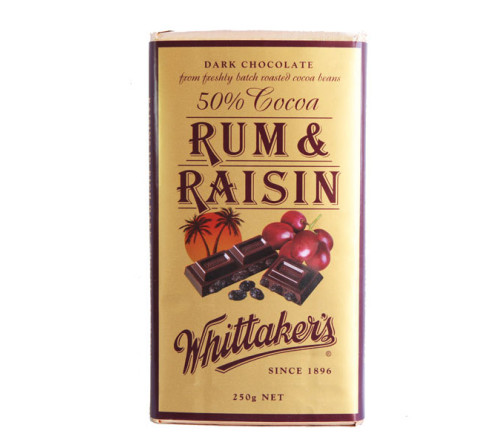 DARK CHOCOLATE
from freshly batch roasted cocoa beans
50% Cocoa
RUM &
RAISIN
Whittaker's
©
SINCE 1896
250g NET